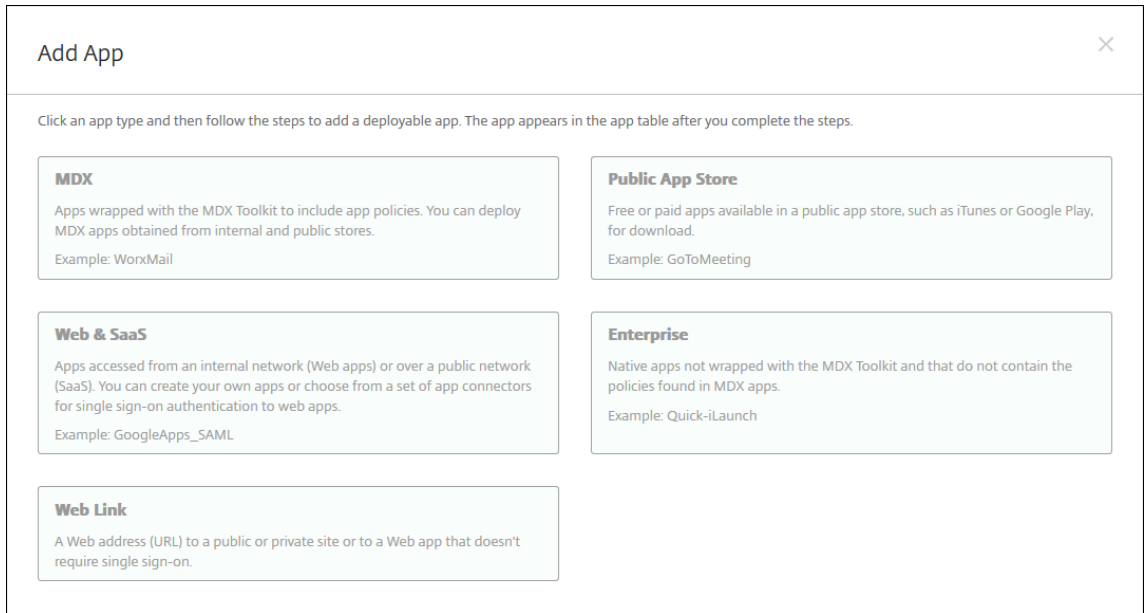 Add App
Click an app type and then follow the steps to add a deployable app. The app appears in the app table after you complete the steps.
MDX
Apps wrapped with the MDX Toolkit to include app policies. You can deploy
MDX apps obtained from internal and public stores.
Example: WorxMail
Public App Store
Free or paid apps available in a public app store, such as iTunes or Google Play,
for download.
Example: GoToMeeting
Web & SaaS
Apps accessed from an internal network (Web apps) or over a public network
(SaaS). You can create your own apps or choose from a set of app connectors
for single sign-on authentication to web apps.
Example: GoogleApps_SAML
Enterprise
Native apps not wrapped with the MDX Toolkit and that do not contain the
policies found in MDX apps.
Example: Quick-iLaunch
Web Link
A Web address (URL) to a public or private site or to a Web app that doesn't
require single sign-on.